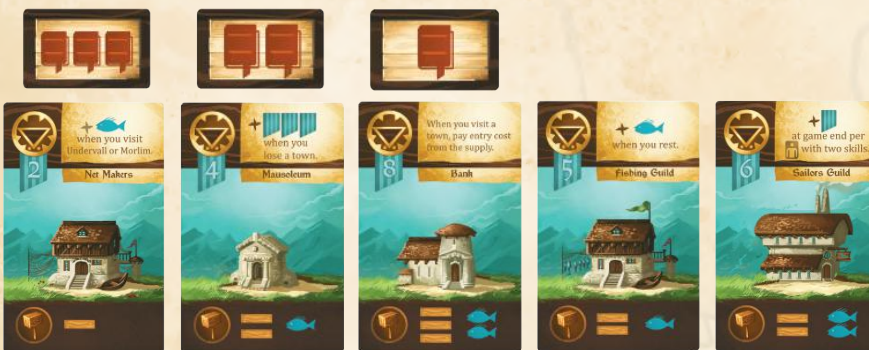 when you visit
Undervall or Morlim.
2
Net Makers
when you
lose a town.
4
Mausoleum
When you visit a
town, pay entry cost
from the supply.
8
Bank
when you rest.
5
Fishing Guild
at game end per
with two skills.
6
Sailors Guild